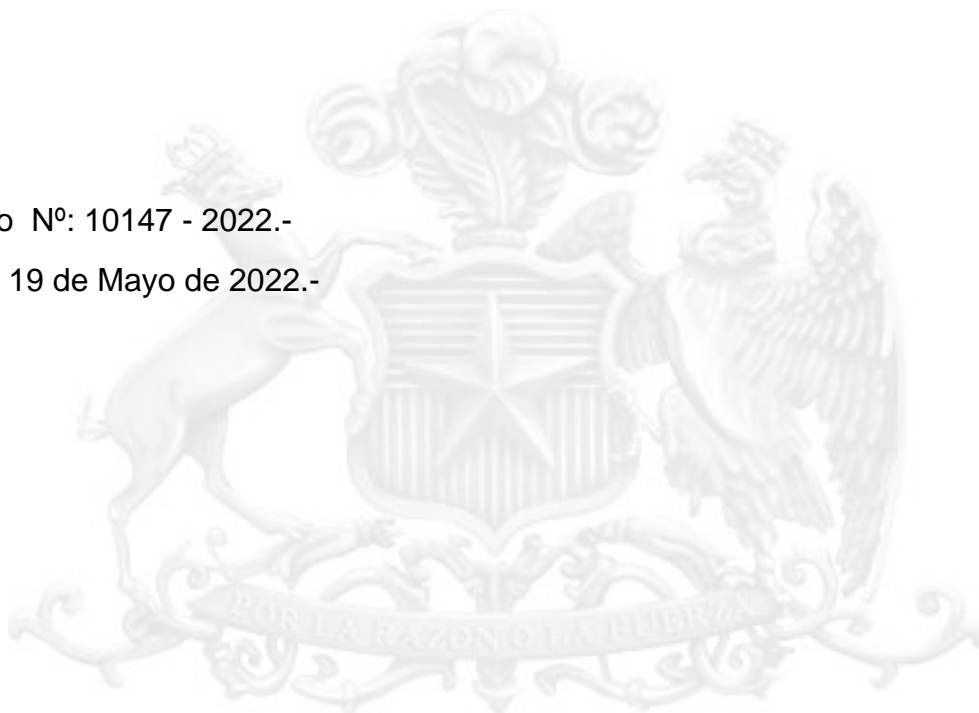 o Nº: 10147 - 2022.-
19 de Mayo de 2022.-
POR LA RAZON O LA FUERZA